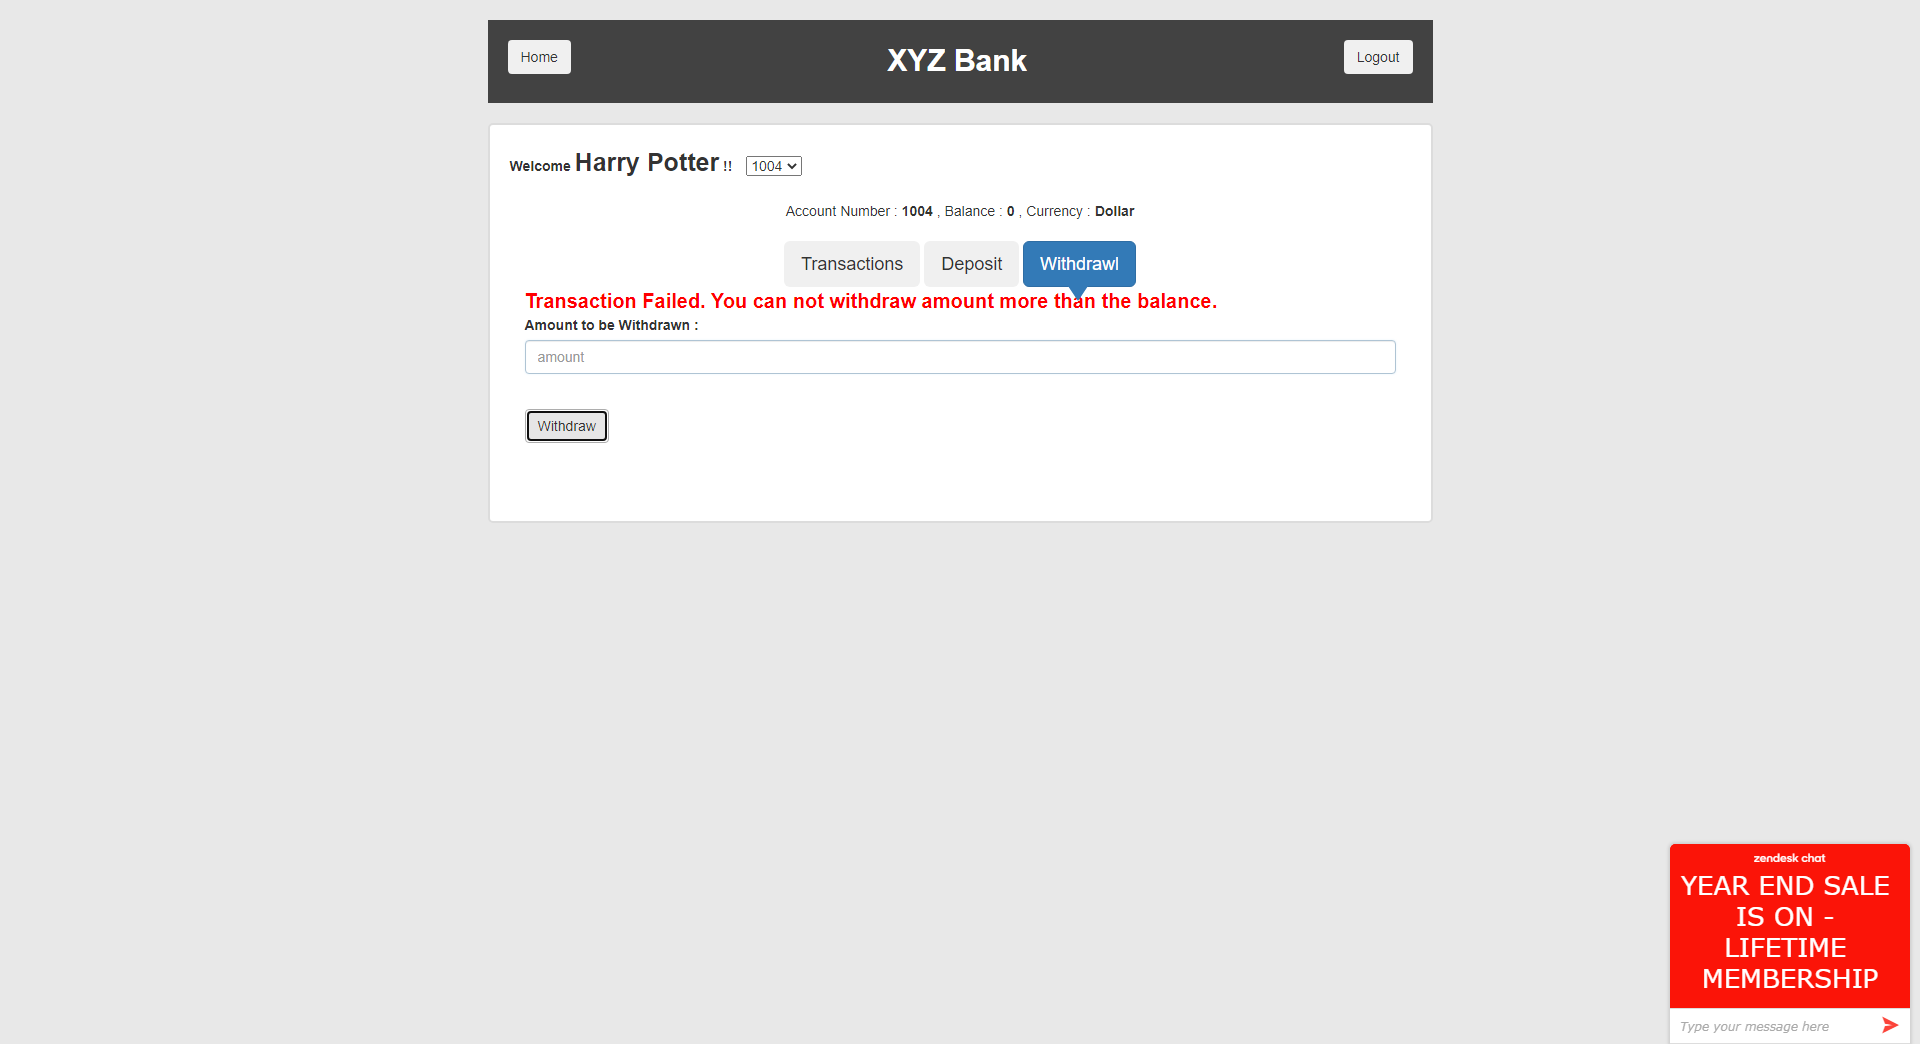 Home
XYZ Bank
Logout
Welcome Harry Potter !! 1004
Account Number : 1004 , Balance : 0 , Currency : Dollar
Transactions
Deposit
Withdrawl
Transaction Failed. You can not withdraw amount more than the balance.
Amount to be Withdrawn :
amount
Withdraw
zendesk chat
YEAR END SALE
IS ON -
LIFETIME
MEMBERSHIP
Type your message here